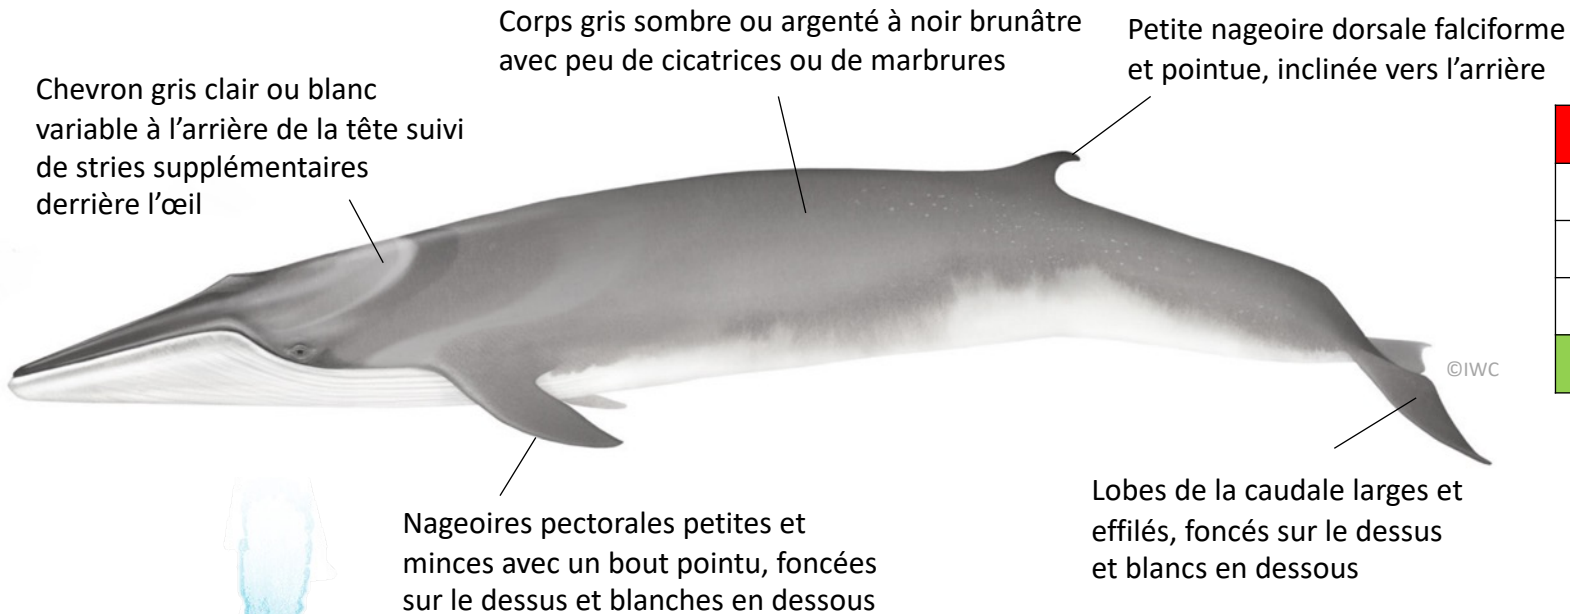 Corps gris sombre ou argenté à noir brunâtre
avec peu de cicatrices ou de marbrures
Petite nageoire dorsale falciforme
et pointue, inclinée vers l’arrière
Chevron gris clair ou blanc
variable à l’arrière de la tête suivi
de stries supplémentaires
derrière l’œil
©IWC
Nageoires pectorales petites et
minces avec un bout pointu, foncées
sur le dessus et blanches en dessous
Lobes de la caudale larges et
effilés, foncés sur le dessus
et blancs en dessous